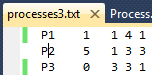 processes3.txt Process.
P1 1 1 4 1
P2 5 1 3 3
P3 0 3 3 1